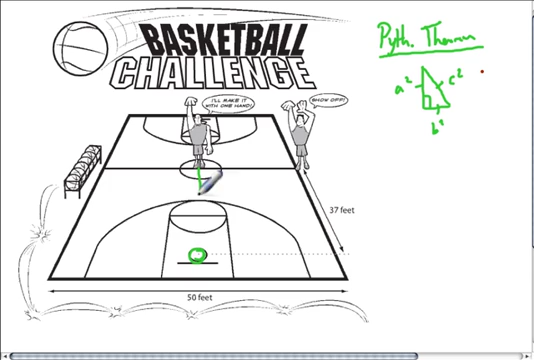 BASKETBALL
CHALLENGE
Pyth. Theorem
a²
c²
b²
I'LL MAKE IT
WITH ONE HAND!
SHOW OFF!
37 feet
50 feet